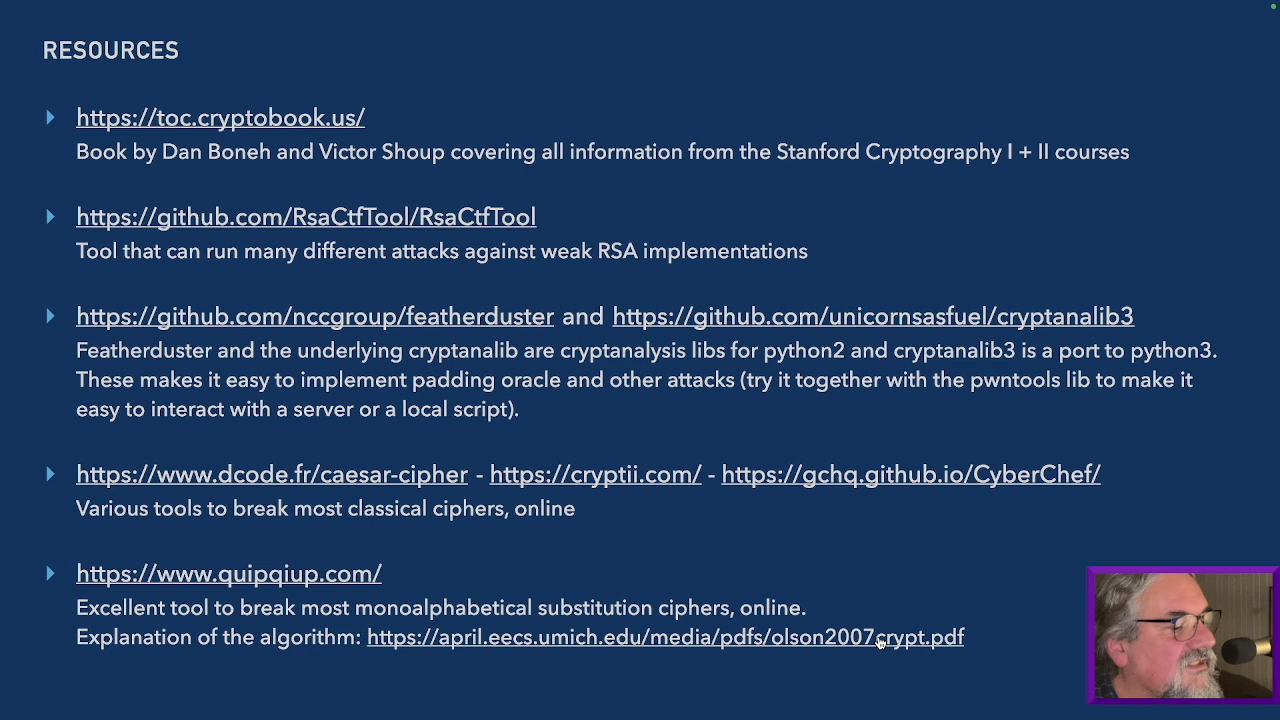 RESOURCES
https://toc.cryptobook.us/
Book by Dan Boneh and Victor Shoup covering all information from the Stanford Cryptography I + II courses
https://github.com/RsaCtfTool/RsaCtfTool
Tool that can run many different attacks against weak RSA implementations
https://github.com/nccgroup/featherduster and https://github.com/unicornsasfuel/cryptanalib3
Featherduster and the underlying cryptanalib are cryptanalysis libs for python2 and cryptanalib3 is a port to python3.
These makes it easy to implement padding oracle and other attacks (try it together with the pwntools lib to make it
easy to interact with a server or a local script).
https://www.dcode.fr/caesar-cipher - https://cryptii.com/ - https://gchq.github.io/CyberChef/
Various tools to break most classical ciphers, online
https://www.quipqiup.com/
Excellent tool to break most monoalphabetical substitution ciphers, online.
Explanation of the algorithm: https://april.eecs.umich.edu/media/pdfs/olson2007crypt.pdf